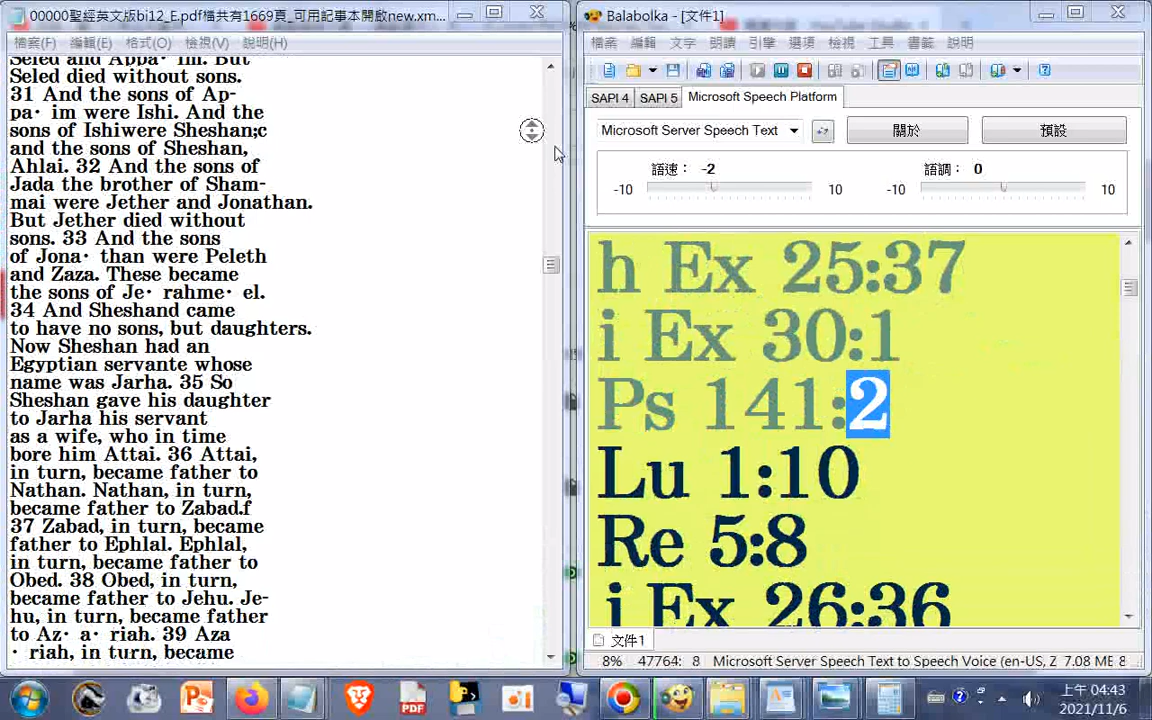 00000聖經英文版bi12_E.pdf檔共有1669頁_可用記事本開啟new.xm...
檔案(F) 編輯(E) 格式(O) 檢視(V) 說明(H)
Seled and Appa· im. But
Seled died without sons.
31 And the sons of Ap-
pa· im were Ishi. And the
sons of Ishiwere Sheshan;c
and the sons of Sheshan,
Ahlai. 32 And the sons of
Jada the brother of Sham-
mai were Jether and Jonathan.
But Jether died without
sons. 33 And the sons
of Jona· than were Peleth
and Zaza. These became
the sons of Je· rahme· el.
34 And Sheshand came
to have no sons, but daughters.
Now Sheshan had an
Egyptian servante whose
name was Jarha. 35 So
Sheshan gave his daughter
to Jarha his servant
as a wife, who in time
bore him Attai. 36 Attai,
in turn, became father to
Nathan. Nathan, in turn,
became father to Zabad.f
37 Zabad, in turn, became
father to Ephlal. Ephlal,
in turn, became father to
Obed. 38 Obed, in turn,
became father to Jehu. Je-
hu, in turn, became father
to Az· a· riah. 39 Aza
· riah, in turn, became
Balabolka - [文件1]
檔案 編輯 文字 朗讀 引擎 選項 檢視 工具 書籤 說明
SAPI 4 SAPI 5 Microsoft Speech Platform
Microsoft Server Speech Text 關於 預設
語速： -2 語調： 0
-10 10 -10 10
h Ex 25:37
i Ex 30:1
Ps 141:2
Lu 1:10
Re 5:8
j Ex 26:36
文件1
8% 47764: 8 Microsoft Server Speech Text to Speech Voice (en-US, Z 7.08 MB 8
PDF
上午 04:43
2021/11/6